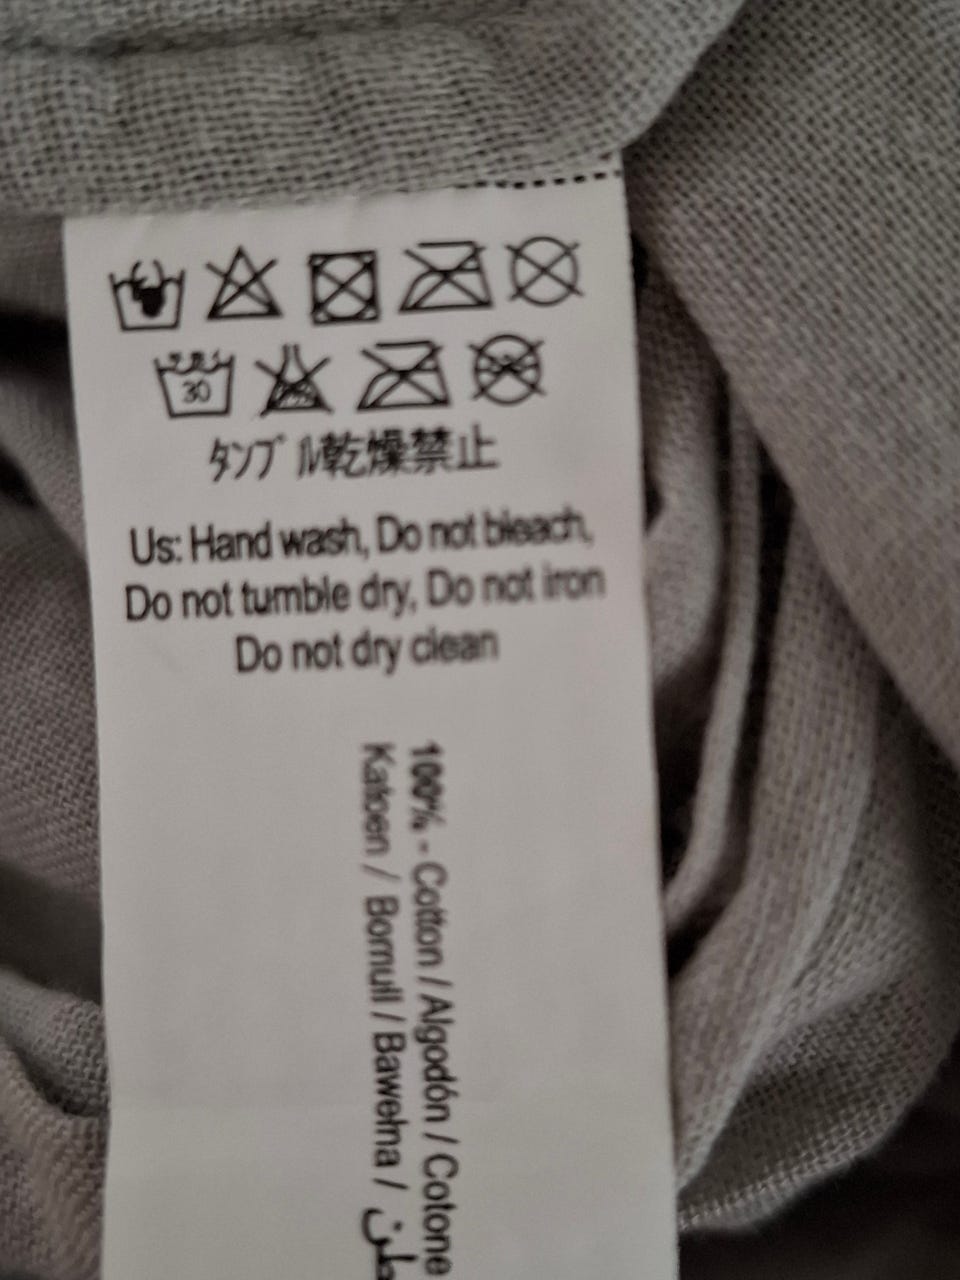 30
タンブル乾燥禁止
Us: Hand wash, Do not bleach,
Do not tumble dry, Do not iron
Do not dry clean
100% - Cotton / Algodón / Cotone
Katoen / Bomull / Bawełna /